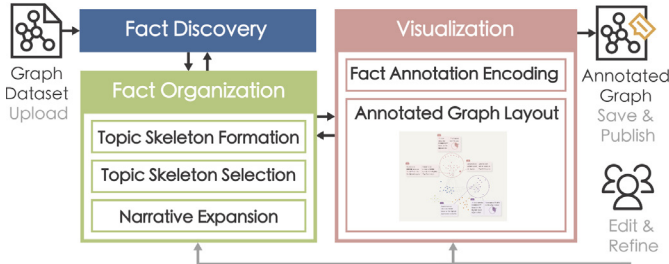 Graph
Dataset
Upload
Fact Discovery
Fact Organization
Topic Skeleton Formation
Topic Skeleton Selection
Narrative Expansion
Visualization
Fact Annotation Encoding
Annotated Graph Layout
Annotated
Graph
Save &
Publish
Edit &
Refine